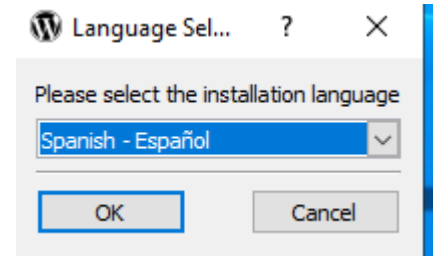 Language Sel... ?
Please select the installation language
Spanish - Español
OK Cancel